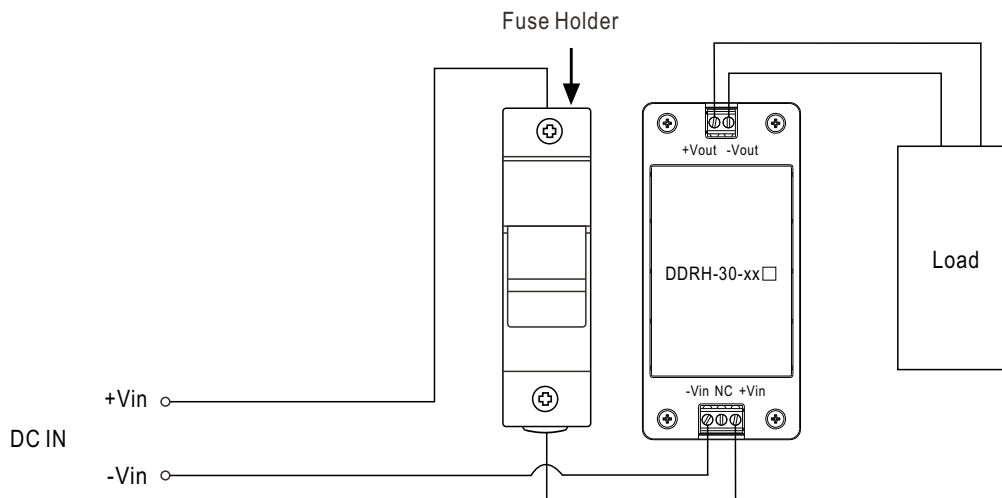 Fuse Holder
+Vout -Vout
DDRH-30-xx□
Load
-Vin NC +Vin
+Vin
DC IN
-Vin